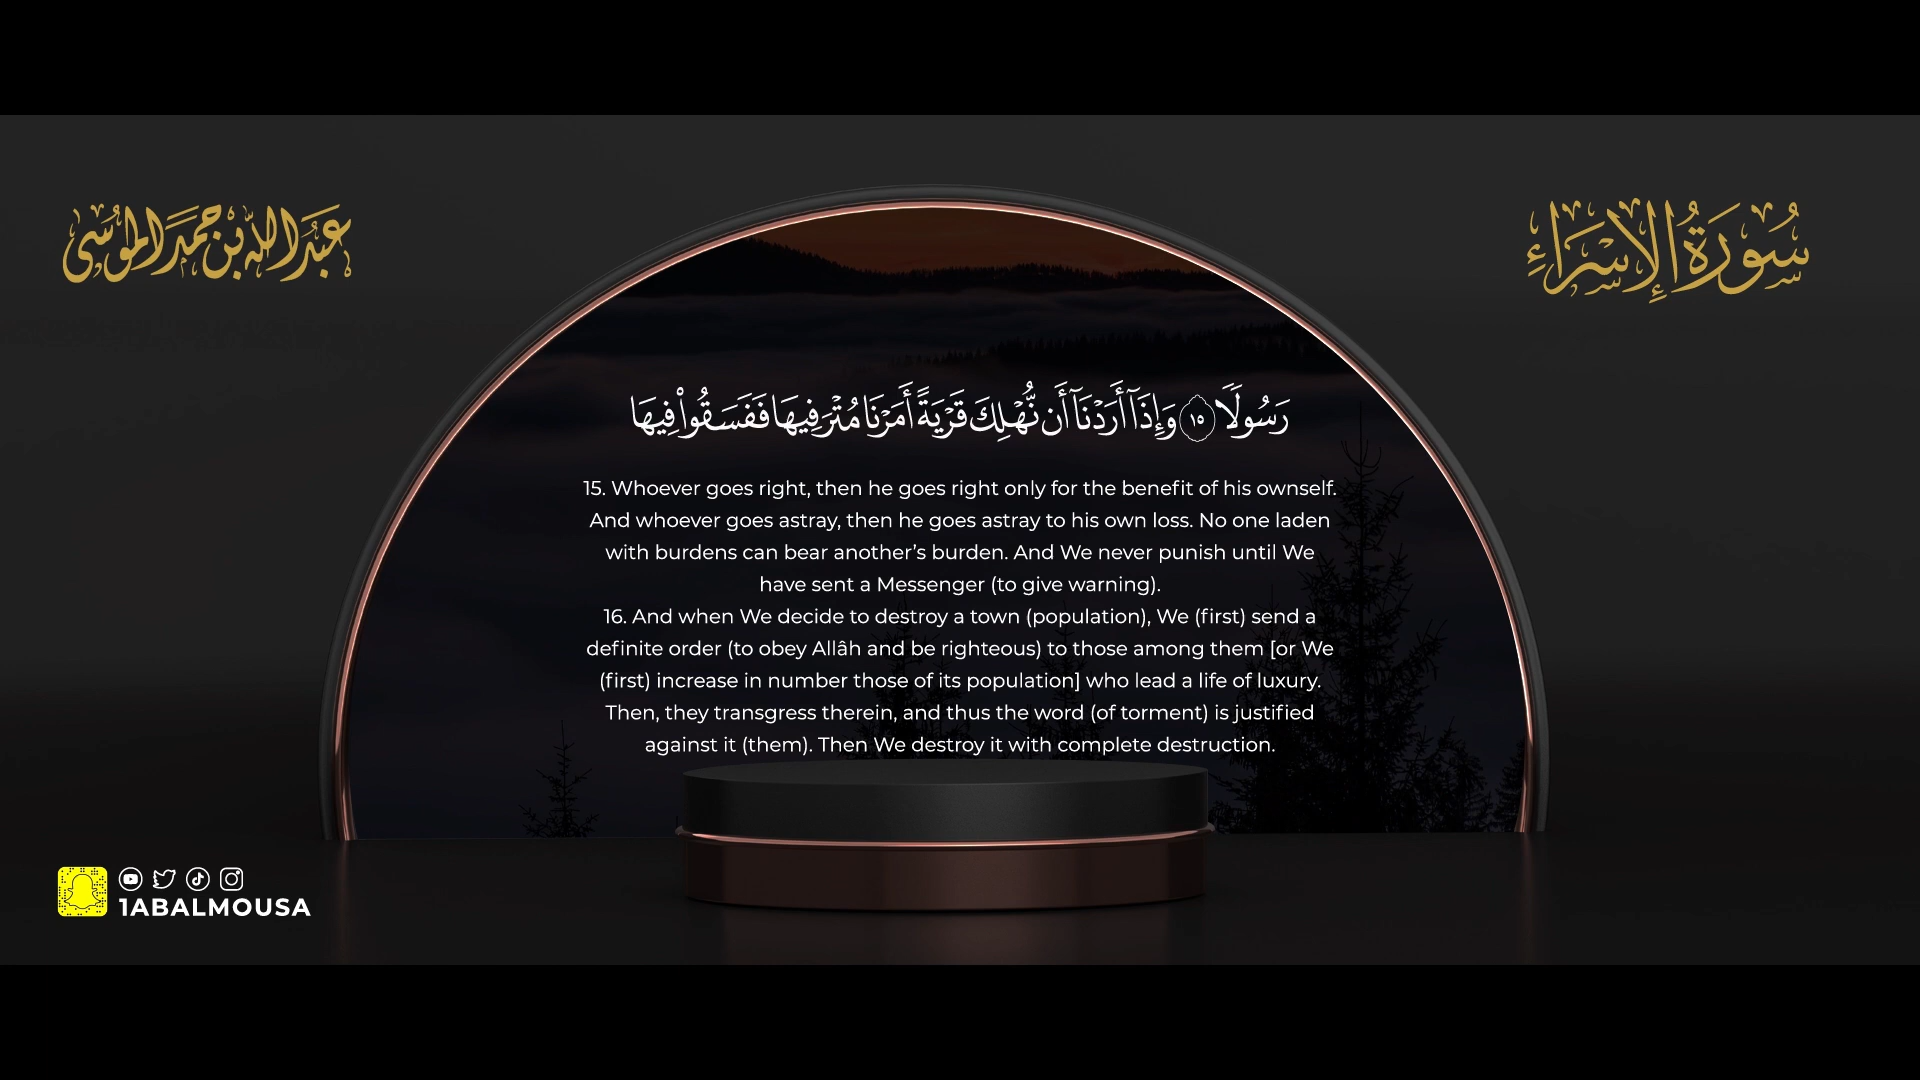 عبدالله بن حمد الموسى
سُورَةُ الإِسْرَاءِ
رَسُولًا ١٥ وَإِذَآ أَرَدْنَآ أَن نُّهْلِكَ قَرْيَةً أَمَرْنَا مُتْرَفِيهَا فَفَسَقُوا۟ فِيهَا
15. Whoever goes right, then he goes right only for the benefit of his ownself.
And whoever goes astray, then he goes astray to his own loss. No one laden
with burdens can bear another’s burden. And We never punish until We
have sent a Messenger (to give warning).
16. And when We decide to destroy a town (population), We (first) send a
definite order (to obey Allâh and be righteous) to those among them [or We
(first) increase in number those of its population] who lead a life of luxury.
Then, they transgress therein, and thus the word (of torment) is justified
against it (them). Then We destroy it with complete destruction.
1ABALMOUSA